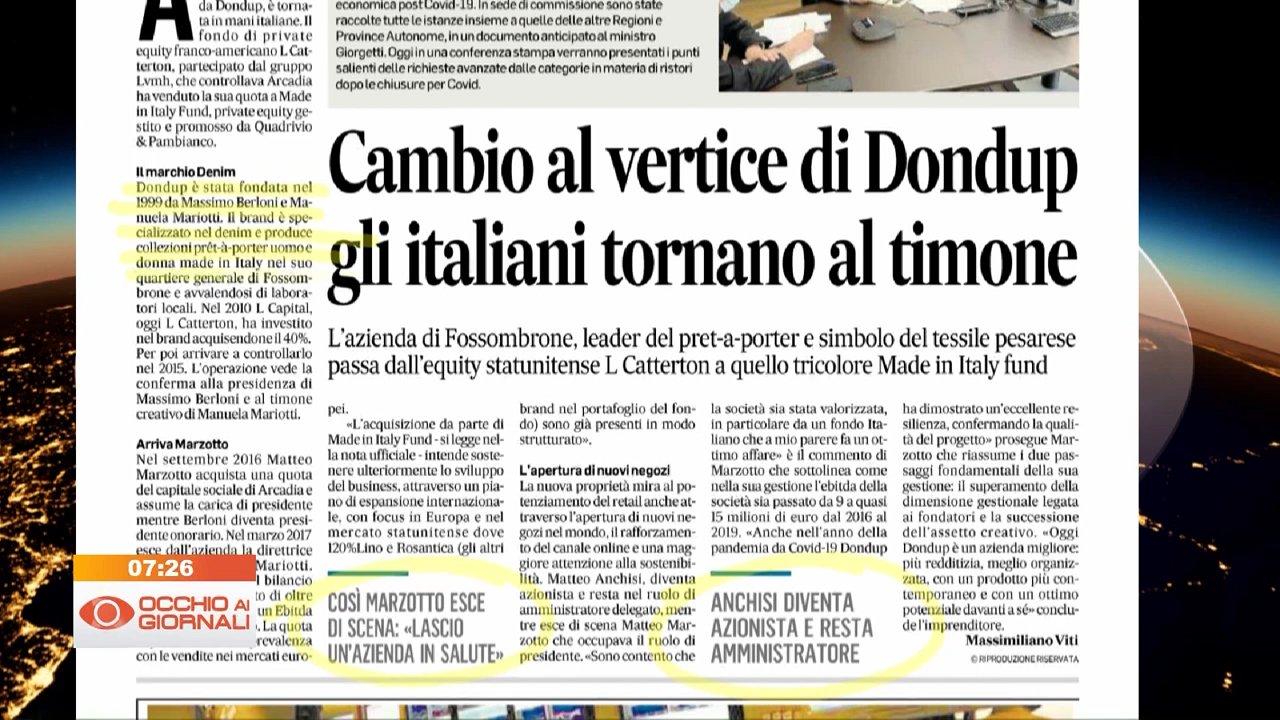 da Dondup, è torna-
ta in mani italiane. Il
fondo di private
equity franco-americano L Cat-
terton, partecipato dal gruppo
Lvmh, che controllava Arcadia
ha venduto la sua quota a Made
in Italy Fund, private equity ge-
stito e promosso da Quadrivio
& Pambianco.
Il marchio Denim
Dondup è stata fondata nel
1999 da Massimo Berloni e Ma-
nuela Mariotti. Il brand è spe-
cializzato nel denim e produce
collezioni prêt-à-porter uomo e
donna made in Italy nel suo
quartiere generale di Fossom-
brone e avvalendosi di labora-
tori locali. Nel 2010 L Capital,
oggi L Catterton, ha investito
nel brand acquisendone il 40%.
Per poi arrivare a controllarlo
nel 2015. L'operazione vede la
conferma alla presidenza di
Massimo Berloni e al timone
creativo di Manuela Mariotti.
Arriva Marzotto
Nel settembre 2016 Matteo
Marzotto acquista una quota
del capitale sociale di Arcadia e
assume la carica di presidente
mentre Berloni diventa presi-
dente onorario. Nel marzo 2017
esce dall'azienda la direttrice
Mariotti.
l bilancio
to di oltre
un Ebitda
. La quota
revalenza
con le vendite nei mercati euro-
economica post Covid-19. In sede di commissione sono state
raccolte tutte le istanze insieme a quelle delle altre Regioni e
Province Autonome, in un documento anticipato al ministro
Giorgetti. Oggi in una conferenza stampa verranno presentati i punti
salienti delle richieste avanzate dalle categorie in materia di ristori
dopo le chiusure per Covid.
Cambio al vertice di Dondup
gli italiani tornano al timone
L'azienda di Fossombrone, leader del pret-a-porter e simbolo del tessile pesarese
passa dall'equity statunitense L Catterton a quello tricolore Made in Italy fund
pei.
«L'acquisizione da parte di
Made in Italy Fund - si legge nel-
la nota ufficiale - intende soste-
nere ulteriormente lo sviluppo
del business, attraverso un pia-
no di espansione internaziona-
le, con focus in Europa e nel
mercato statunitense dove
120%Lino e Rosantica (gli altri
COSÌ MARZOTTO ESCE
DI SCENA: «LASCIO
UN'AZIENDA IN SALUTE»
brand nel portafoglio del fon-
do) sono già presenti in modo
strutturato».
L'apertura di nuovi negozi
La nuova proprietà mira al po-
tenziamento del retail anche at-
traverso l'apertura di nuovi ne-
gozi nel mondo, il rafforzamen-
to del canale online e una mag-
giore attenzione alla sostenibi-
lità. Matteo Anchisi, diventa
azionista e resta nel ruolo di
amministratore delegato, men-
tre esce di scena Matteo Mar-
zotto che occupava il ruolo di
presidente. «Sono contento che
la società sia stata valorizzata,
in particolare da un fondo Ita-
liano che a mio parere fa un ot-
timo affare» è il commento di
Marzotto che sottolinea come
nella sua gestione l'ebitda della
società sia passato da 9 a quasi
15 milioni di euro dal 2016 al
2019. «Anche nell'anno della
pandemia da Covid-19 Dondup
ANCHISI DIVENTA
AZIONISTA E RESTA
AMMINISTRATORE
ha dimostrato un'eccellente re-
silienza, confermando la quali-
tà del progetto» prosegue Mar-
zotto che riassume i due pas-
saggi fondamentali della sua
gestione: il superamento della
dimensione gestionale legata
ai fondatori e la successione
dell'assetto creativo. «Oggi
Dondup è un'azienda migliore:
più redditizia, meglio organiz-
zata, con un prodotto più con-
temporaneo e con un ottimo
potenziale davanti a sé» conclu-
de l'imprenditore.
Massimiliano Viti
© RIPRODUZIONE RISERVATA
07:26
OCCHIO AI
GIORNALI